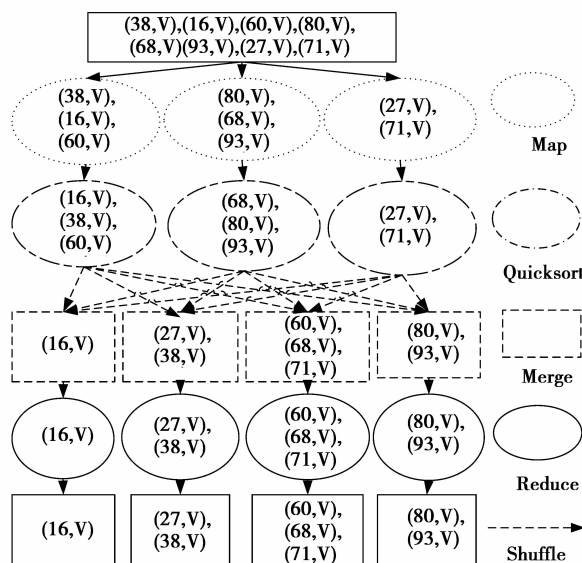 (38,V),(16,V),(60,V),(80,V),
(68,V)(93,V),(27,V),(71,V)
(38,V),
(16,V),
(60,V)
(80,V),
(68,V),
(93,V)
(27,V),
(71,V)
Map
(16,V),
(38,V),
(60,V)
(68,V),
(80,V),
(93,V)
(27,V),
(71,V)
Quicksort
(16,V)
(27,V),
(38,V)
(60,V),
(68,V),
(71,V)
(80,V),
(93,V)
Merge
(16,V)
(27,V),
(38,V)
(60,V),
(68,V),
(71,V)
(80,V),
(93,V)
Reduce
(16,V)
(27,V),
(38,V)
(60,V),
(68,V),
(71,V)
(80,V),
(93,V)
Shuffle